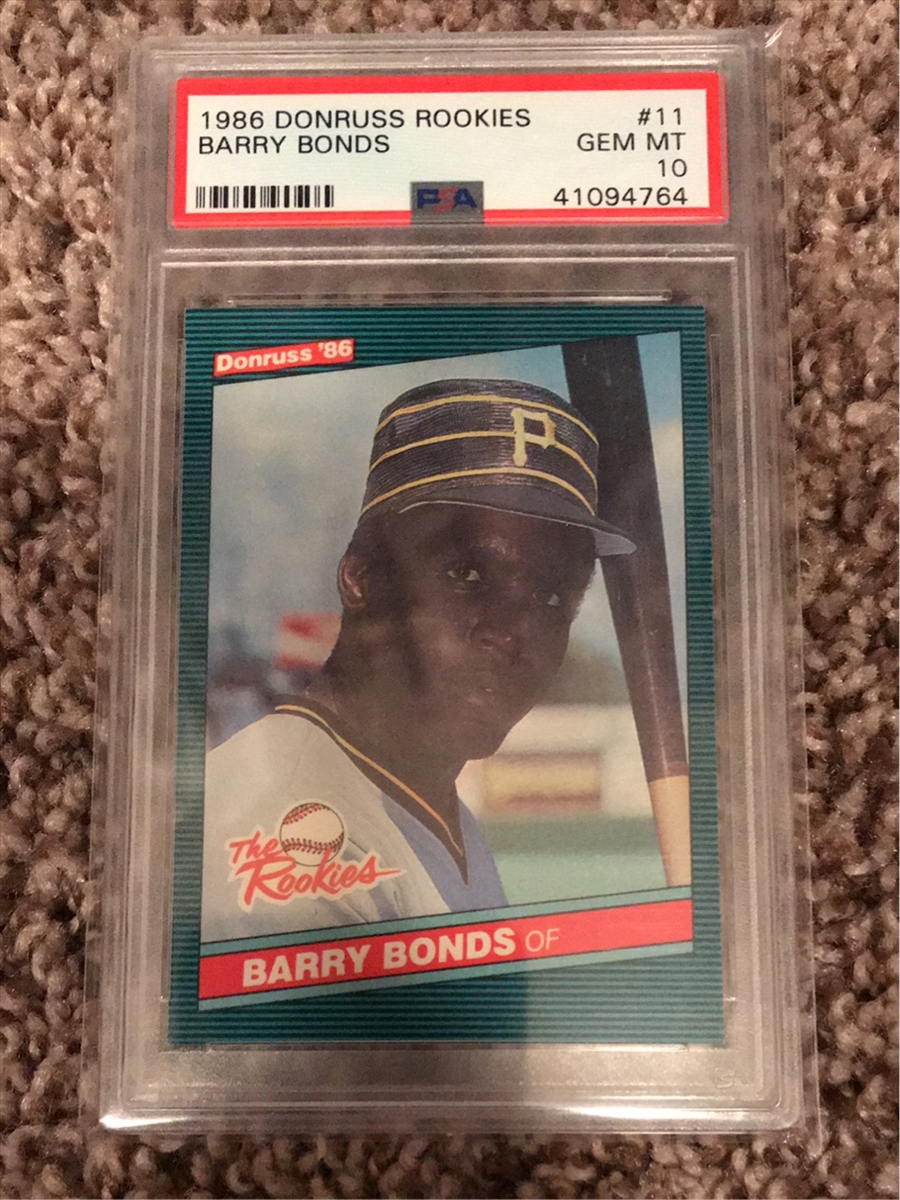 1986 DONRUSS ROOKIES #11
BARRY BONDS GEM MT
10
PSA 41094764
Donruss '86
P
The
Rookies
BARRY BONDS OF